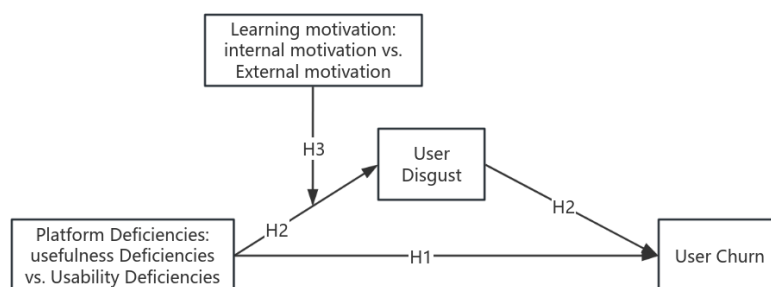 Learning motivation:
internal motivation vs.
External motivation
H3
User
Disgust
H2
H2
Platform Deficiencies:
usefulness Deficiencies
vs. Usability Deficiencies
H1
User Churn